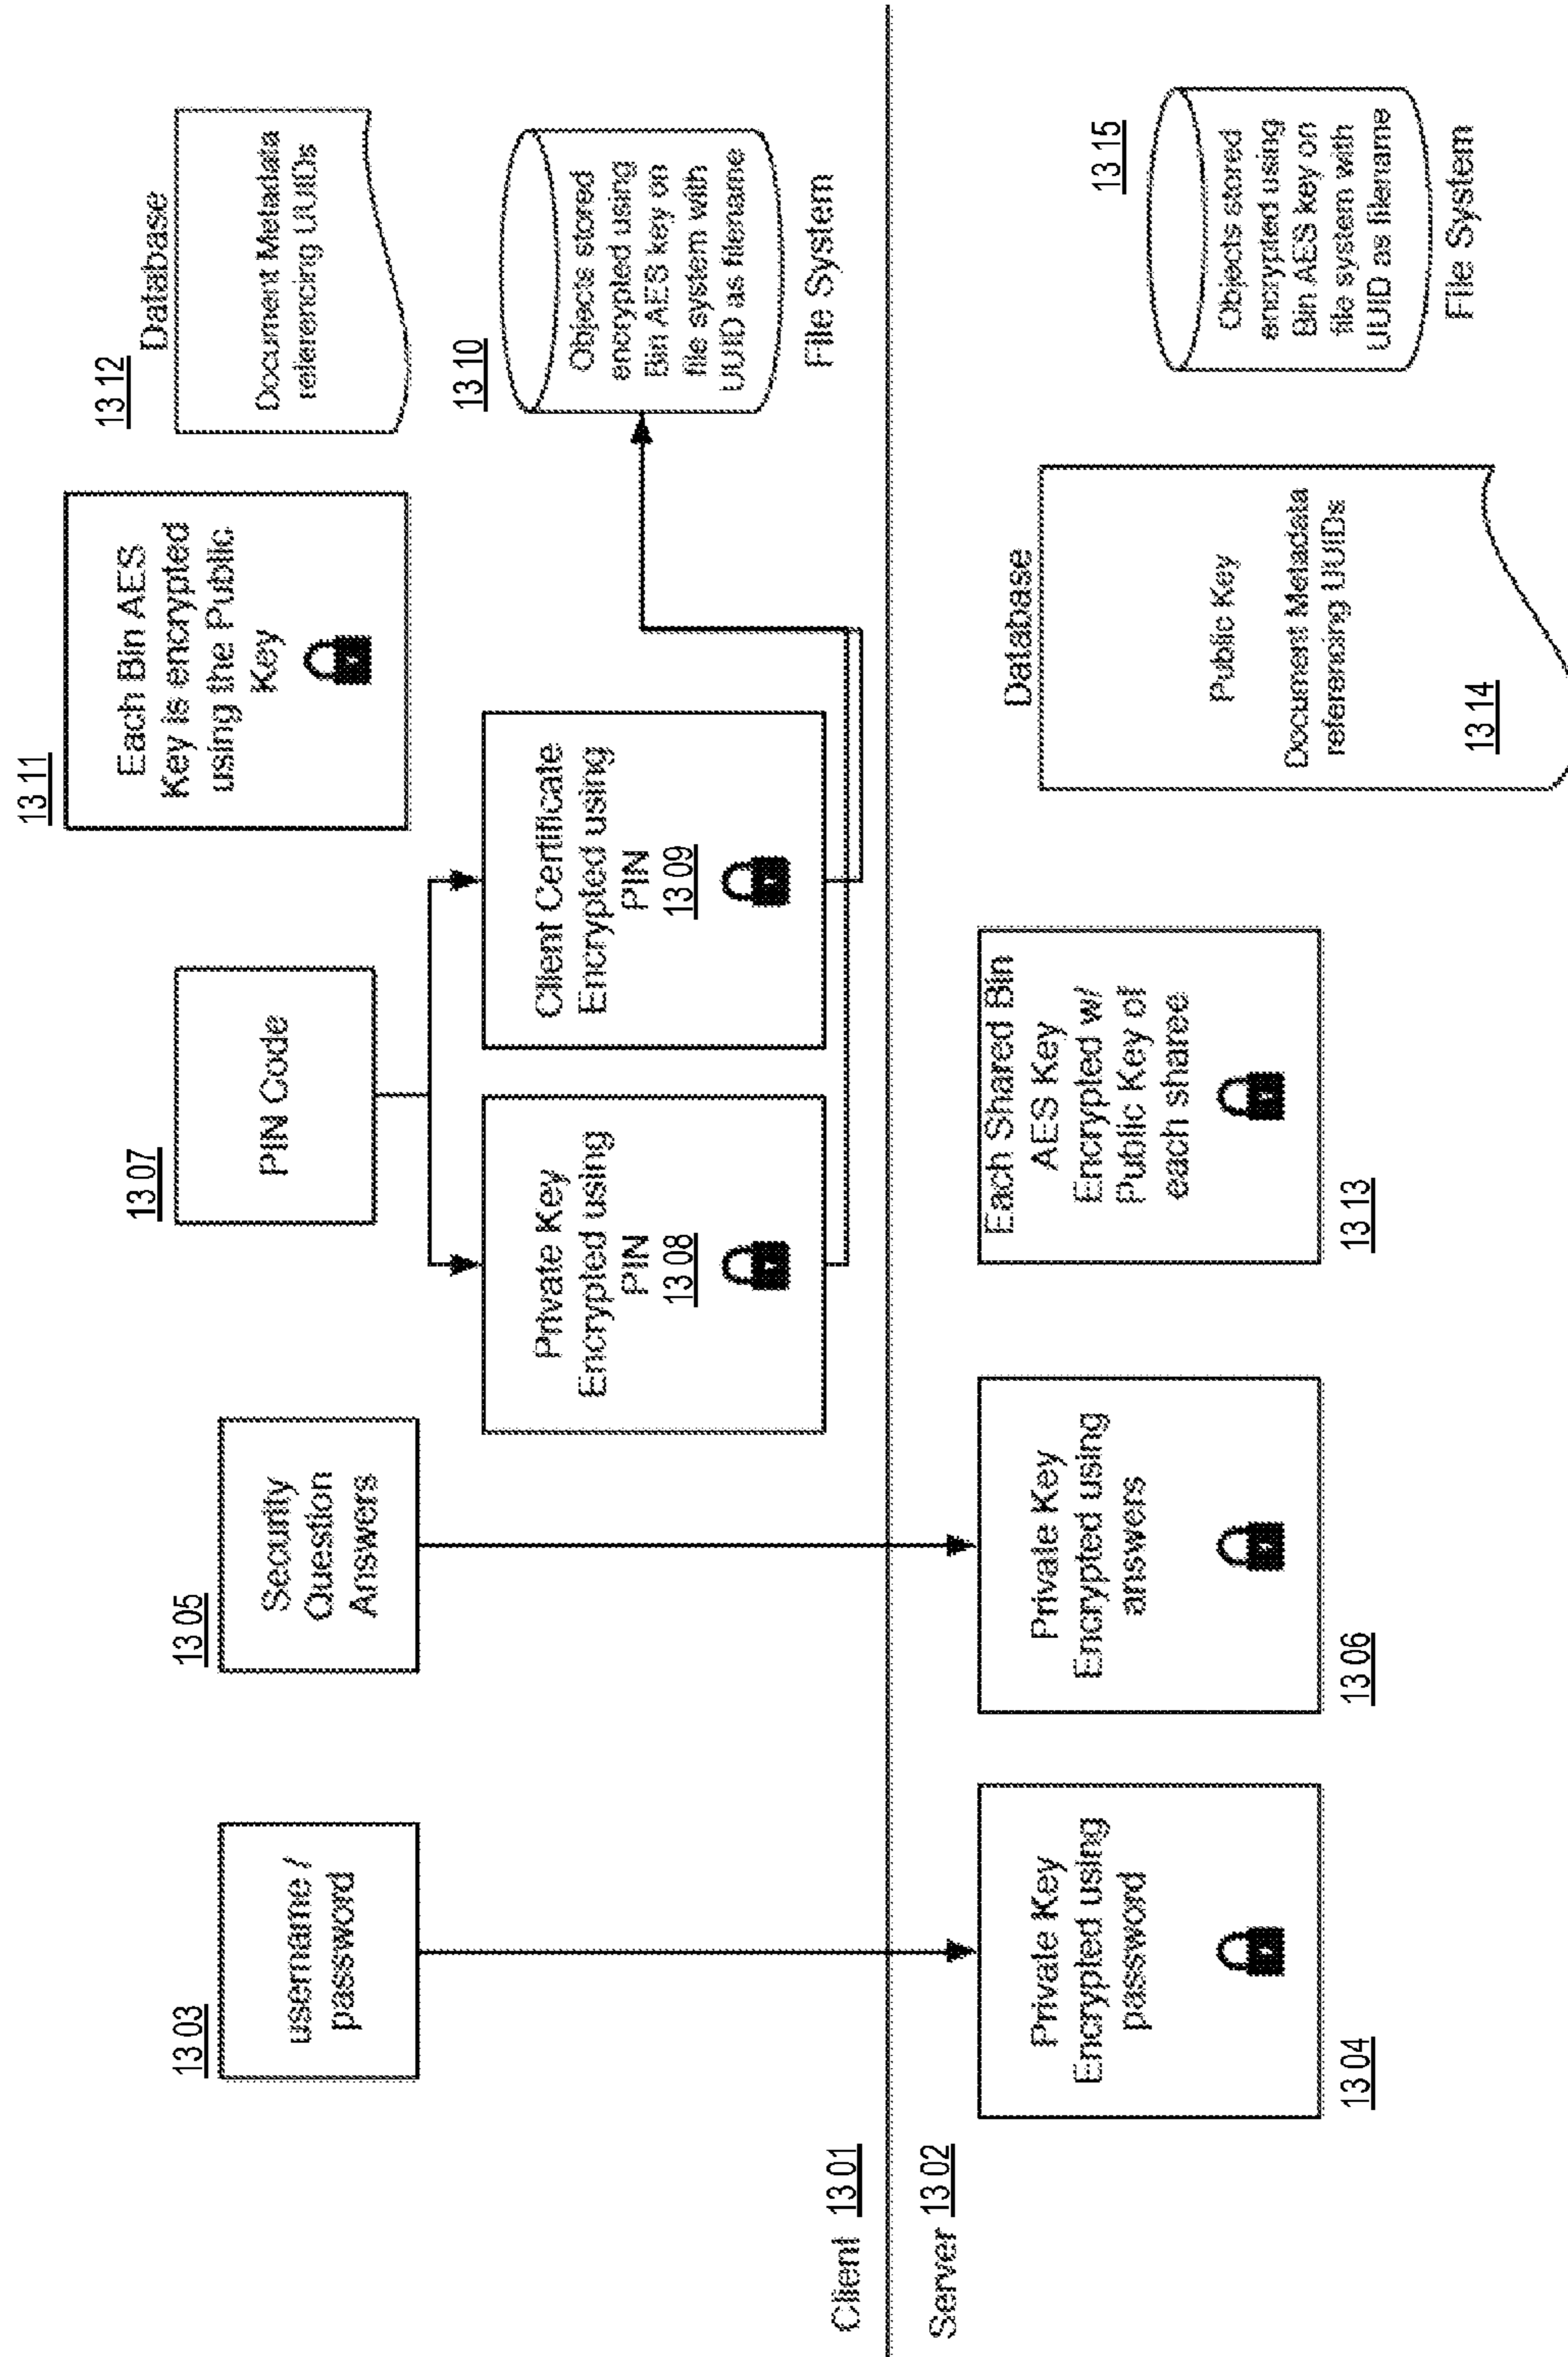 13 03
username /
password
13 05
Security
Question
Answers
13 07
PIN Code
13 11
Each Bin AES
Key is encrypted
using the Public
Key
13 12
Database
Document Metadata
referencing UUIDs
Private Key
Encrypted using
PIN
13 08
Client Certificate
Encrypted using
PIN
13 09
13 10
Objects stored
encrypted using
Bin AES key on
file system with
UUID as filename
File System
Client 13 01
Server 13 02
Private Key
Encrypted using
password
13 04
Private Key
Encrypted using
answers
13 06
Each Shared Bin
AES Key
Encrypted w/
Public Key of
each sharee
13 13
Database
Public Key
Document Metadata
referencing UUIDs
13 14
13 15
Objects stored
encrypted using
Bin AES key on
file system with
UUID as filename
File System